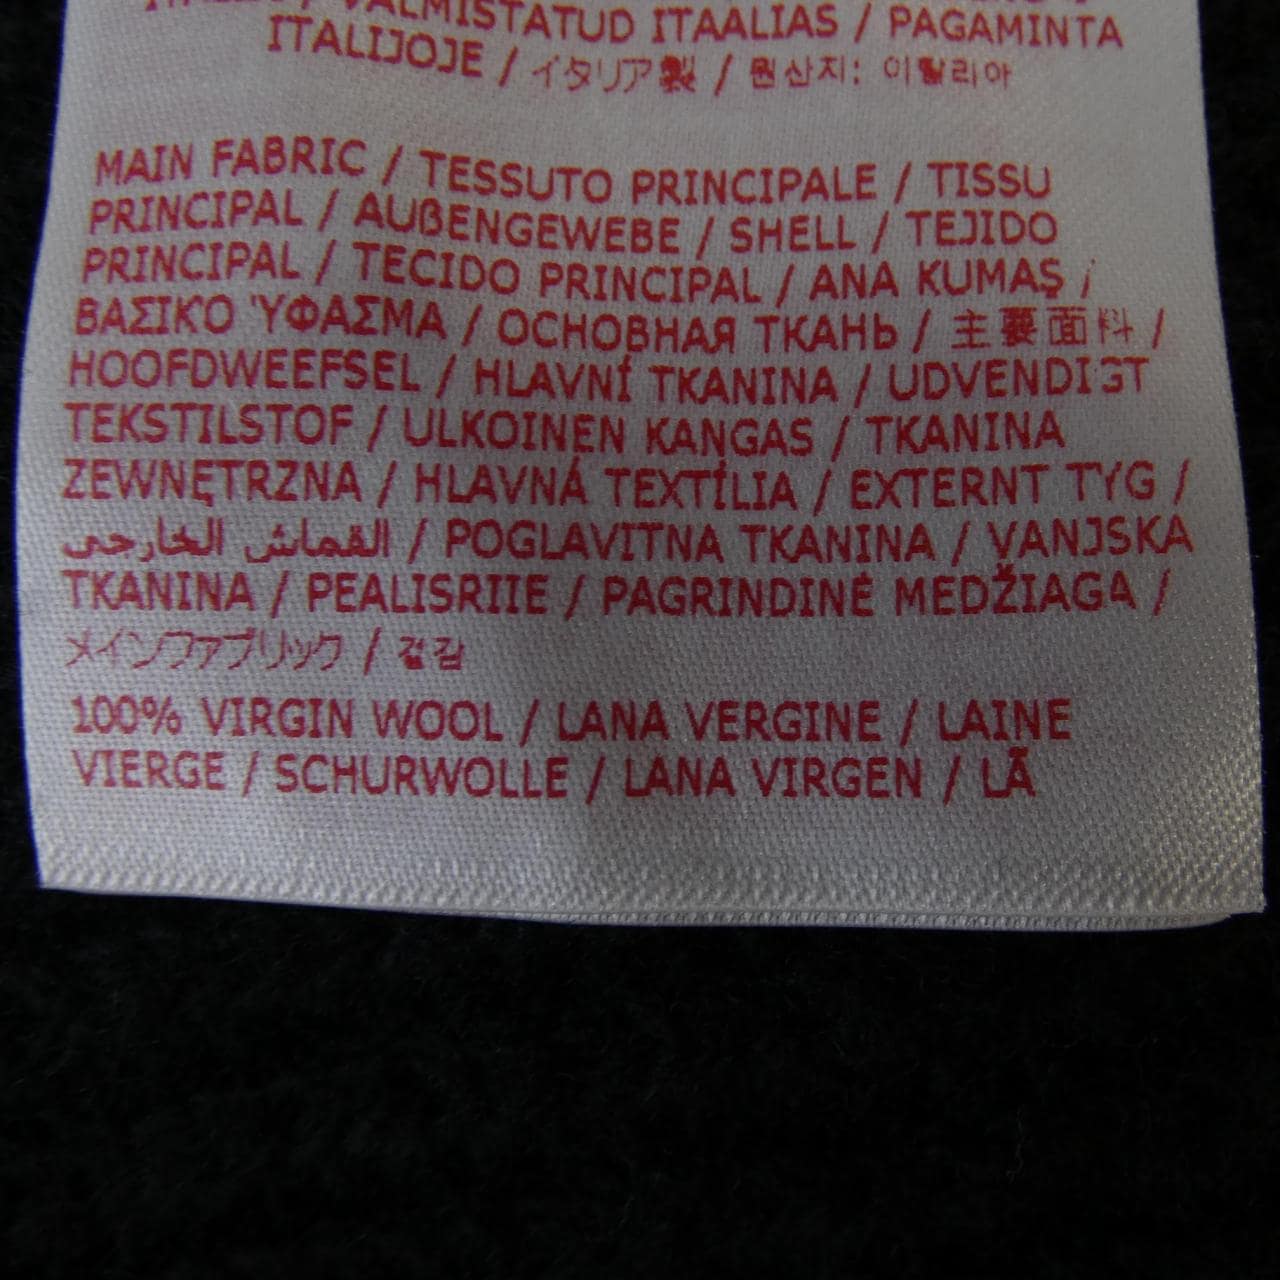 VALMISTATUD ITAALIAS / PAGAMINTA
ITALIJOJE / イタリア製 / 원산지: 이탈리아
MAIN FABRIC / TESSUTO PRINCIPALE / TISSU
PRINCIPAL / AUßENGEWEBE / SHELL / TEJIDO
PRINCIPAL / TECIDO PRINCIPAL / ANA KUMAŞ /
ΒΑΣΙΚΟ ΎΦΑΣΜΑ / ОСНОВНАЯ ТКАНЬ / 主要面料 /
HOOFDWEEFSEL / HLAVNÍ TKANINA / UDVENDIGT
TEKSTILSTOF / ULKOINEN KANGAS / TKANINA
ZEWNĘTRZNA / HLAVNÁ TEXTÍLIA / EXTERNT TYG /
القماش الخارجي / POGLAVITNA TKANINA / VANJSKA
TKANINA / PEALISRIIE / PAGRINDINĖ MEDŽIAGA /
メインファブリック / 겉감
100% VIRGIN WOOL / LANA VERGINE / LAINE
VIERGE / SCHURWOLLE / LANA VIRGEN / LÃ